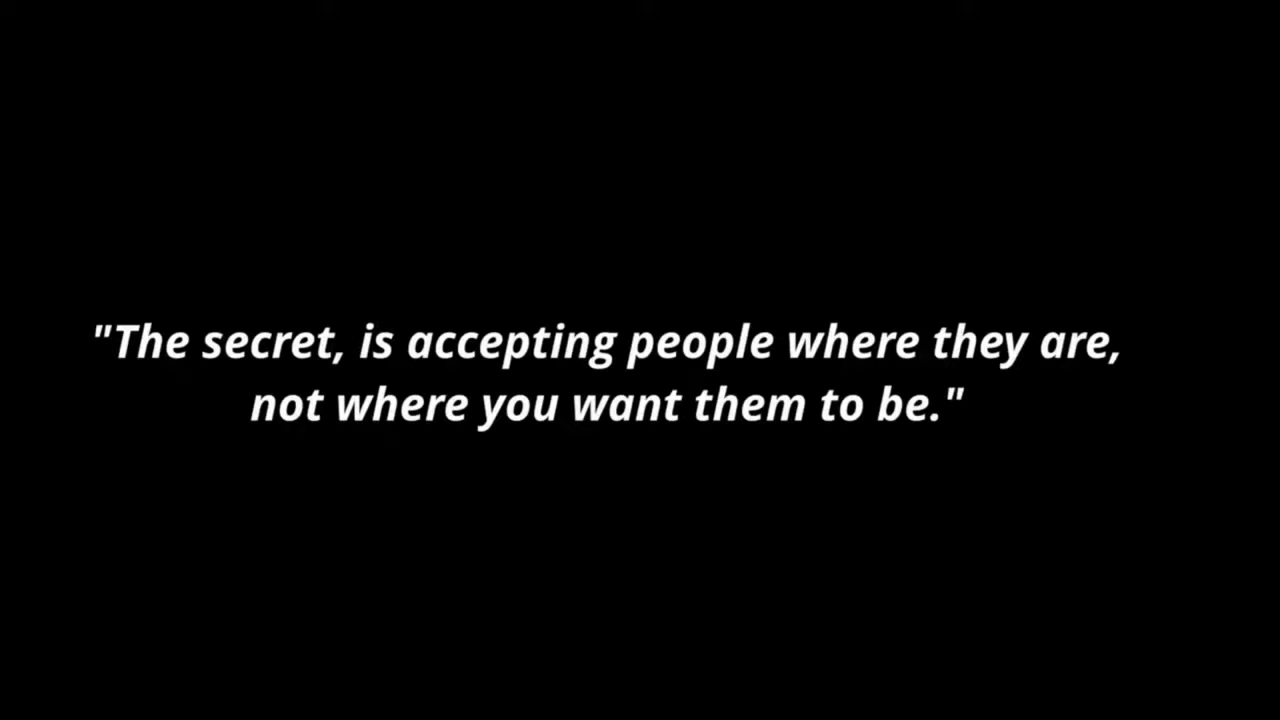 "The secret, is accepting people where they are,
not where you want them to be."